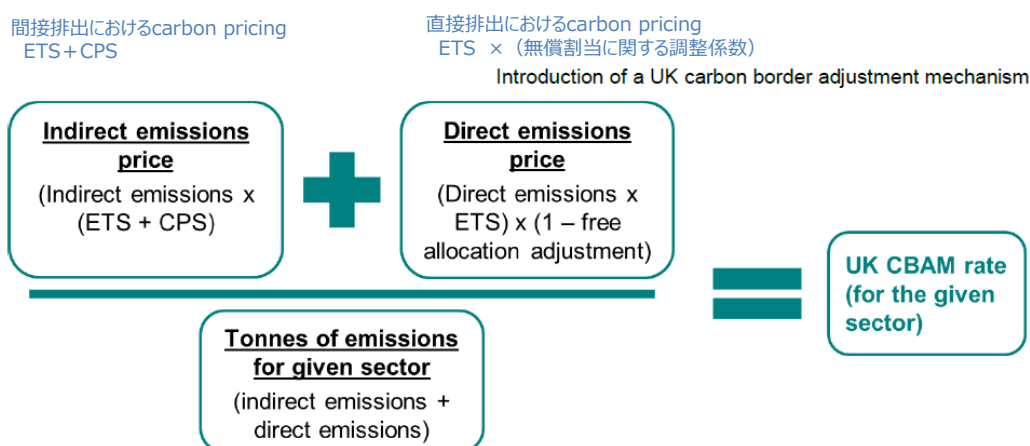 間接排出におけるcarbon pricing
ETS＋CPS
直接排出におけるcarbon pricing
ETS ×（無償割当に関する調整係数）
Introduction of a UK carbon border adjustment mechanism
Indirect emissions
price
(Indirect emissions x
(ETS + CPS)
Direct emissions
price
(Direct emissions x
ETS) x (1 – free
allocation adjustment)
Tonnes of emissions
for given sector
(indirect emissions +
direct emissions)
UK CBAM rate
(for the given
sector)